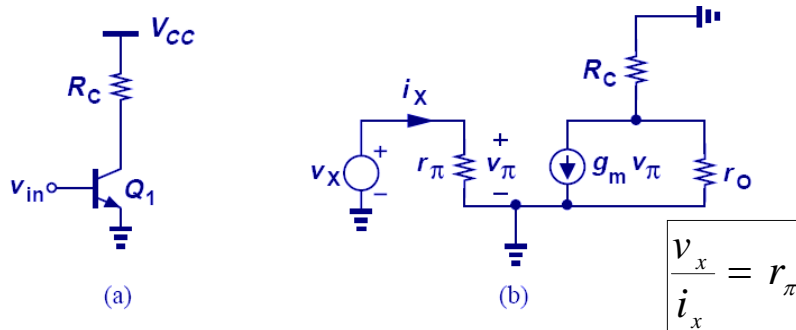 V_CC
R_C
v_in
Q_1
(a)
R_C
i_X
v_X
+
−
r_π
+
v_π
−
g_m v_π
r_O
(b)
v_x / i_x = r_π